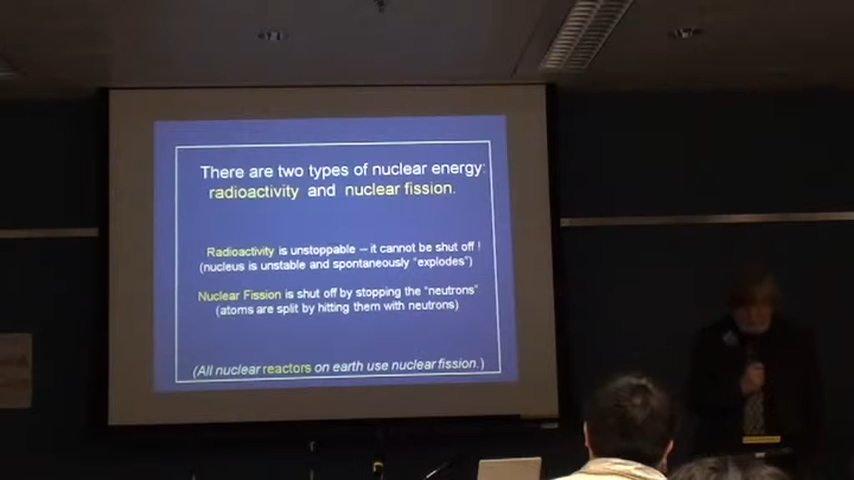 There are two types of nuclear energy:
radioactivity and nuclear fission.
Radioactivity is unstoppable – it cannot be shut off !
(nucleus is unstable and spontaneously "explodes")
Nuclear Fission is shut off by stopping the "neutrons"
(atoms are split by hitting them with neutrons)
(All nuclear reactors on earth use nuclear fission.)